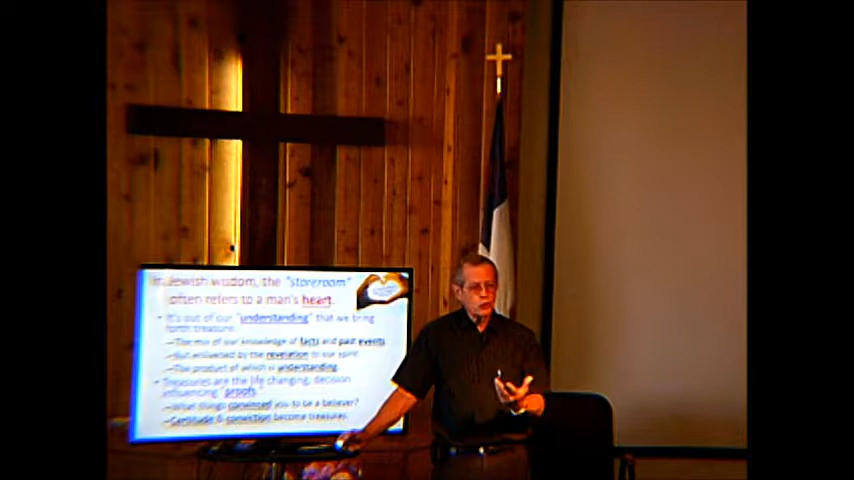 In Jewish wisdom, the "storeroom"
often refers to a man's heart.
• It's out of our "understanding" that we bring
forth treasure.
–The mix of our knowledge of facts and past events
–But enlivened by the revelation to our spirit.
–The product of which is understanding.
• Treasures are the life changing, decision
influencing "proofs".
–What things convinced you to be a believer?
–Certitude & conviction become treasures.